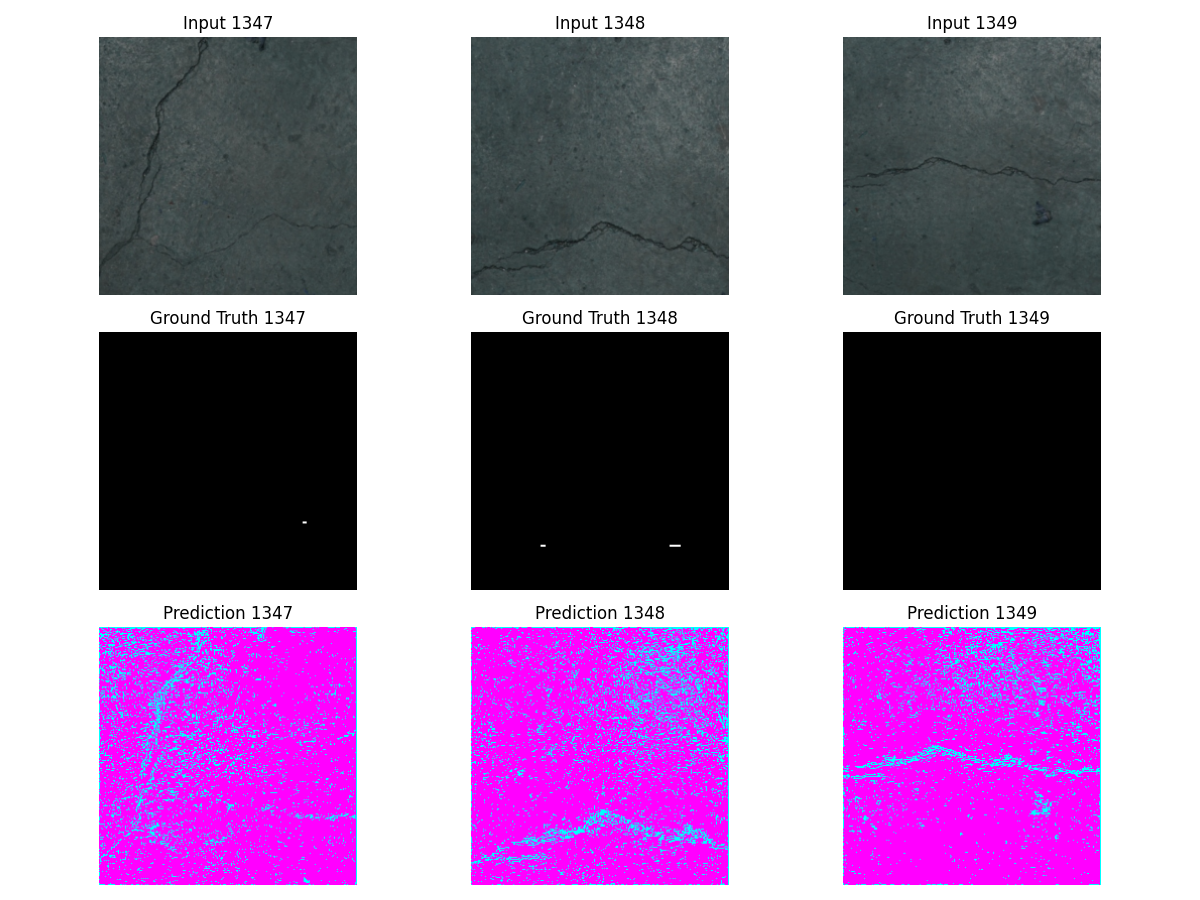 Input 1347
Input 1348
Input 1349
Ground Truth 1347
Ground Truth 1348
Ground Truth 1349
Prediction 1347
Prediction 1348
Prediction 1349